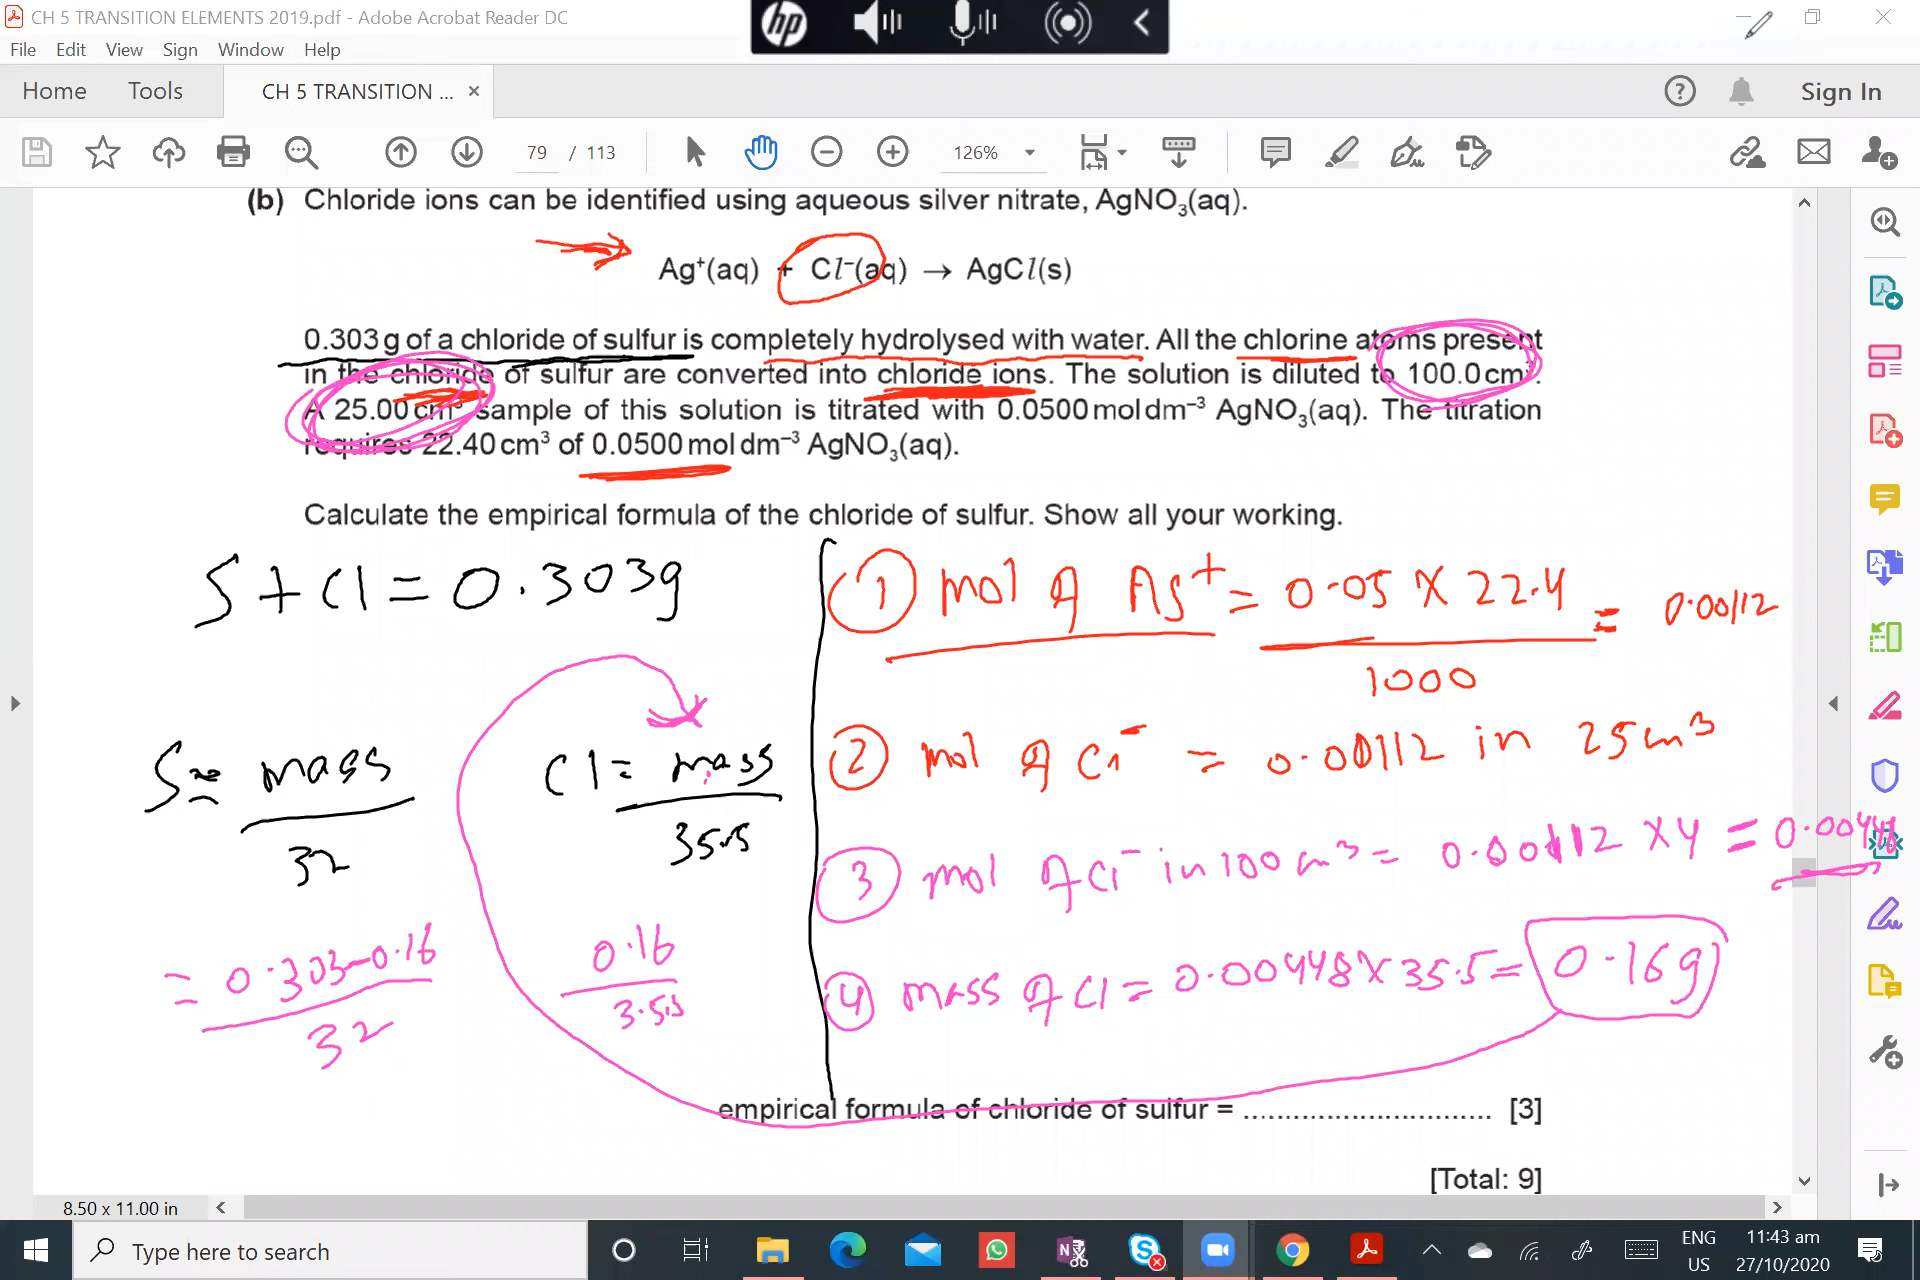 CH 5 TRANSITION ELEMENTS 2019.pdf - Adobe Acrobat Reader DC
hp
File Edit View Sign Window Help
Home Tools CH 5 TRANSITION ... × Sign In
79 / 113 126%
(b) Chloride ions can be identified using aqueous silver nitrate, AgNO₃(aq).
Ag⁺(aq) + Cl⁻(aq) → AgCl(s)
0.303 g of a chloride of sulfur is completely hydrolysed with water. All the chlorine atoms present
in the chloride of sulfur are converted into chloride ions. The solution is diluted to 100.0 cm³.
A 25.00 cm³ sample of this solution is titrated with 0.0500 mol dm⁻³ AgNO₃(aq). The titration
requires 22.40 cm³ of 0.0500 mol dm⁻³ AgNO₃(aq).
Calculate the empirical formula of the chloride of sulfur. Show all your working.
S + Cl = 0.303g
① mol of Ag⁺ = 0.05 × 22.4 / 1000 = 0.00112
S = mass / 32
Cl = mass / 35.5
② mol of Cl⁻ = 0.00112 in 25cm³
③ mol of Cl⁻ in 100cm³ = 0.00112 × 4 = 0.00448
= 0.303-0.16 / 32
0.16 / 3.55
④ mass of Cl = 0.00448 × 35.5 = 0.16g
empirical formula of chloride of sulfur = ............................... [3]
[Total: 9]
8.50 x 11.00 in
Type here to search
ENG
US
11:43 am
27/10/2020